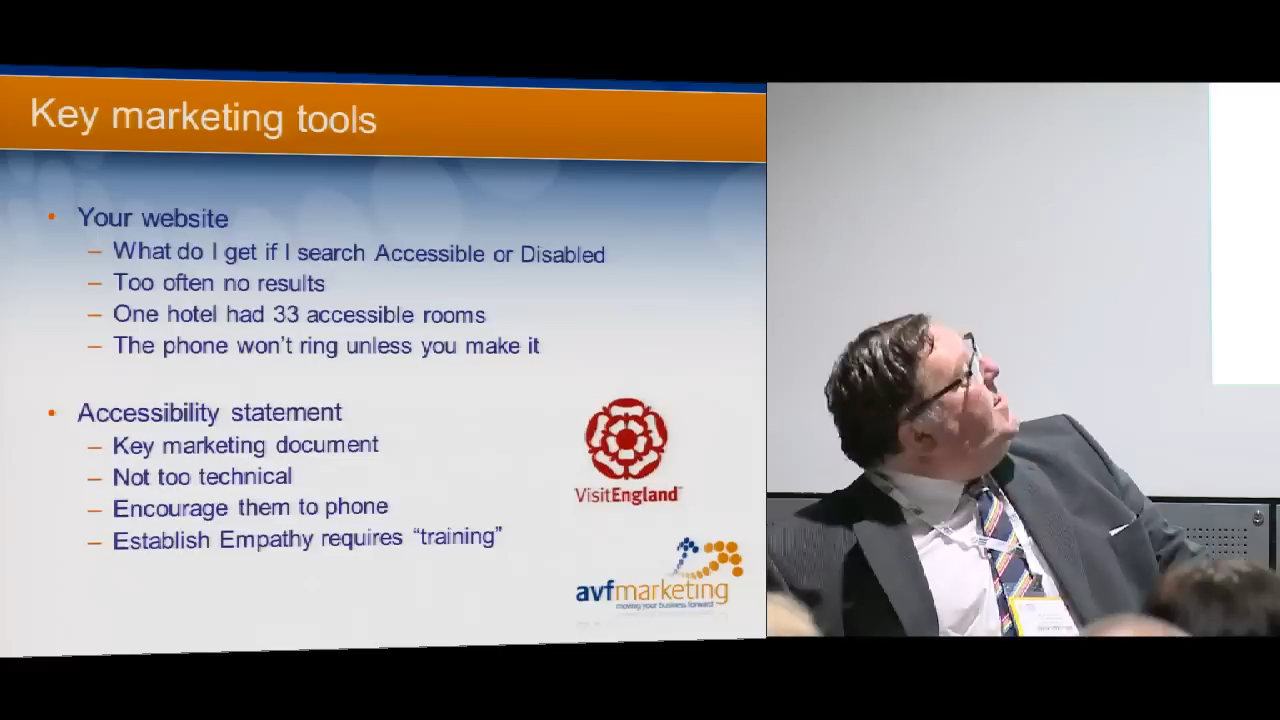 Key marketing tools
• Your website
– What do I get if I search Accessible or Disabled
– Too often no results
– One hotel had 33 accessible rooms
– The phone won't ring unless you make it
• Accessibility statement
– Key marketing document
– Not too technical
– Encourage them to phone
– Establish Empathy requires “training”
VisitEngland™
avfmarketing
moving your business forward